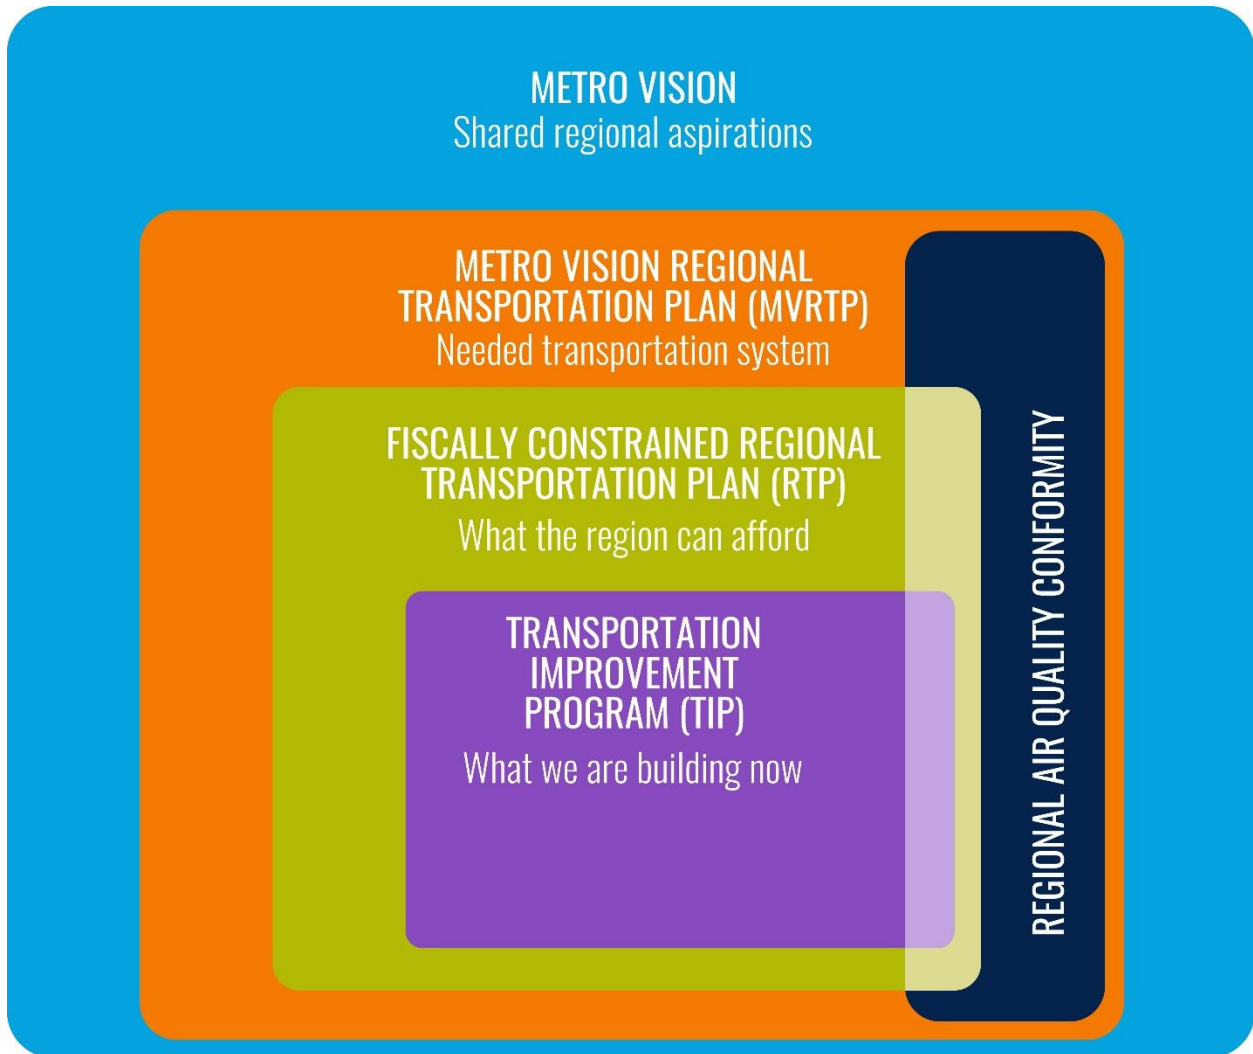 METRO VISION
Shared regional aspirations
METRO VISION REGIONAL
TRANSPORTATION PLAN (MVRTP)
Needed transportation system
FISCALLY CONSTRAINED REGIONAL
TRANSPORTATION PLAN (RTP)
What the region can afford
TRANSPORTATION
IMPROVEMENT
PROGRAM (TIP)
What we are building now
REGIONAL AIR QUALITY CONFORMITY